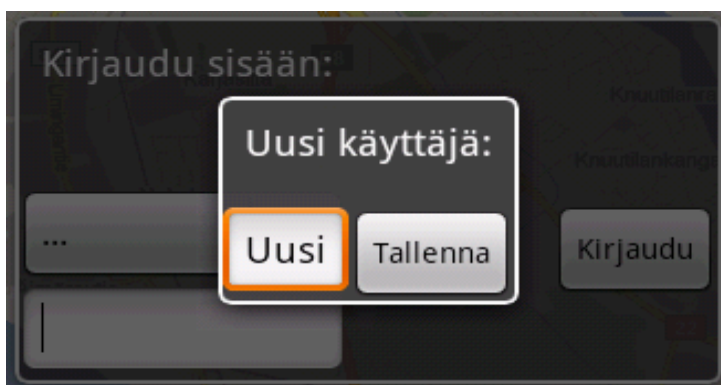 Kirjaudu sisään:
Uusi käyttäjä:
...
Uusi
Tallenna
Kirjaudu